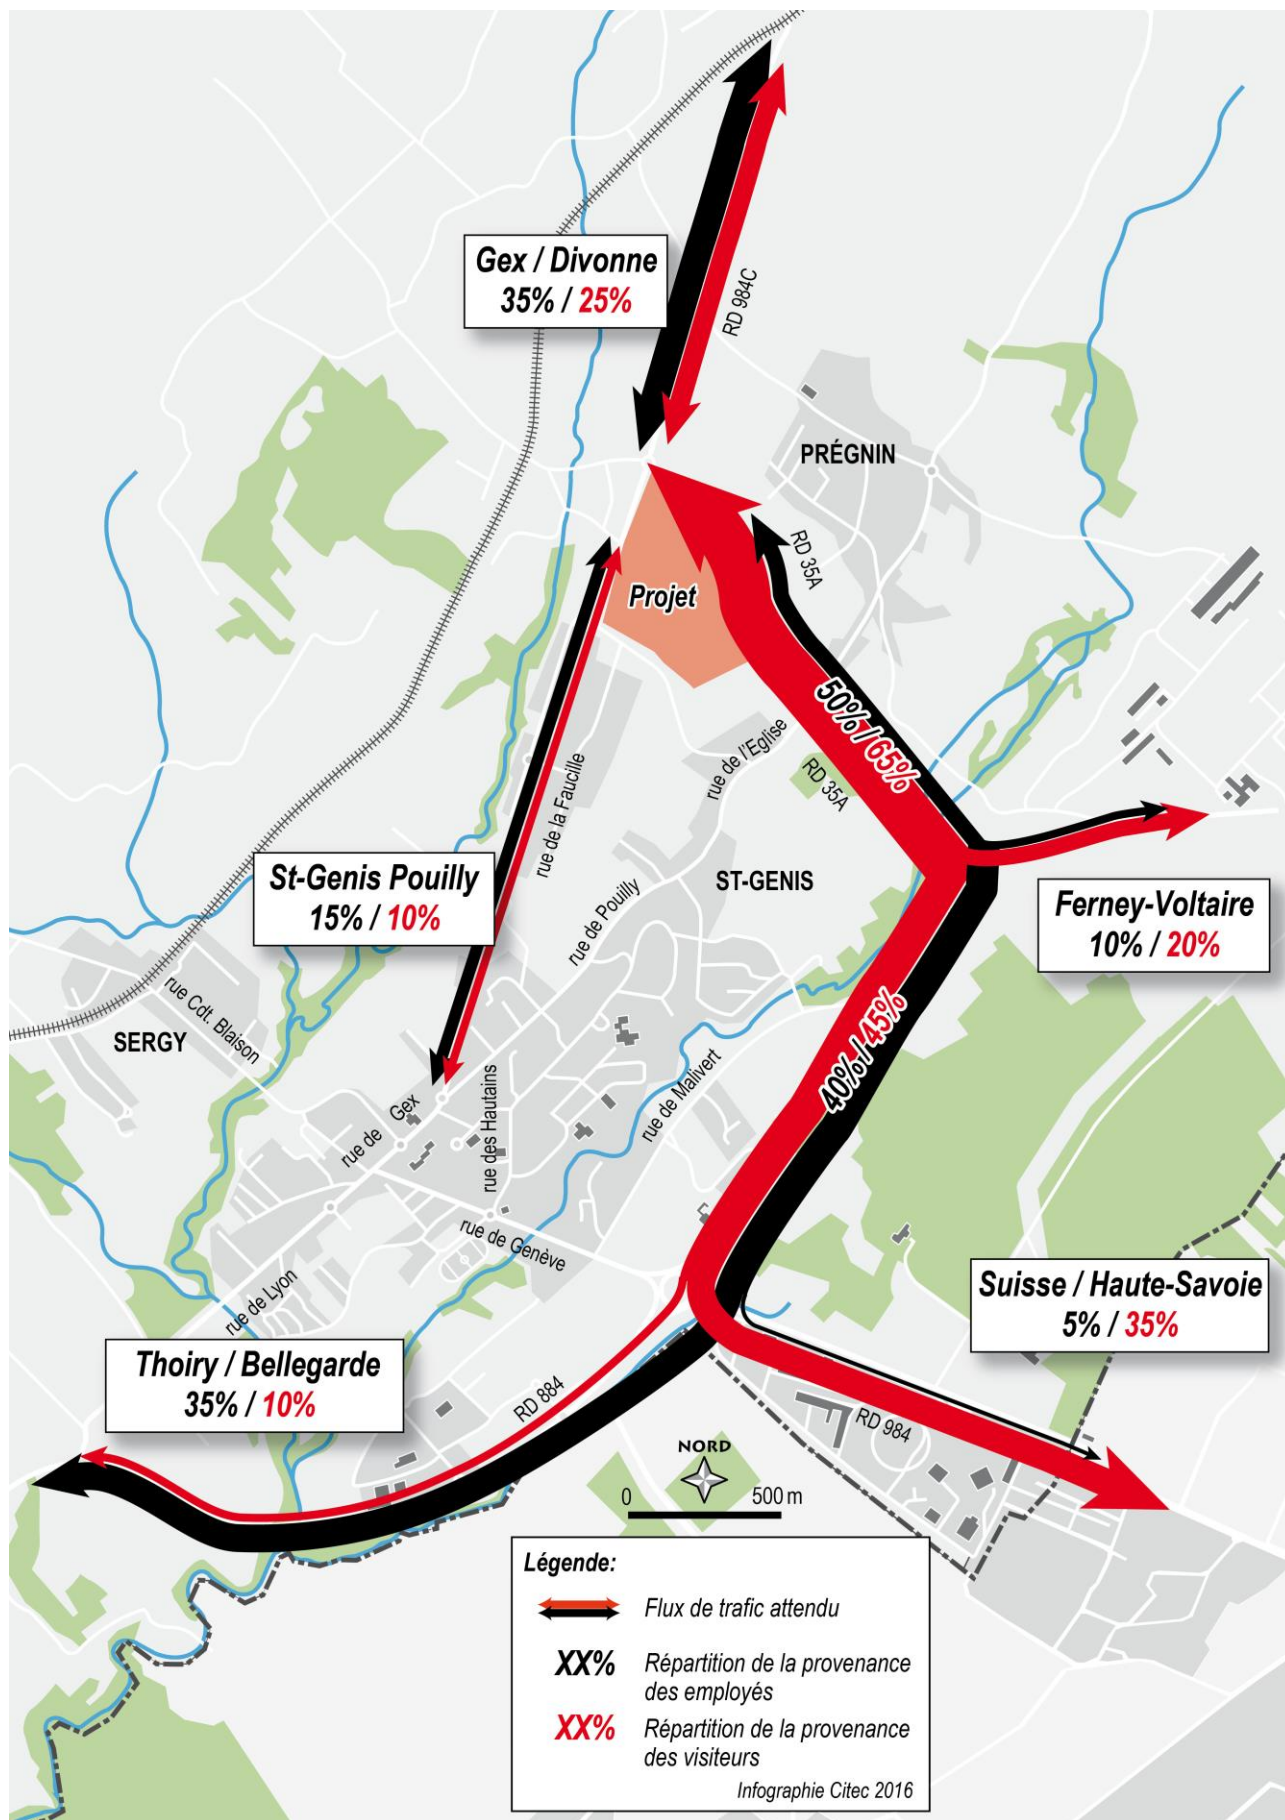 Gex / Divonne
35% / 25%
RD 984C
PRÉGNIN
RD 35A
Projet
50% / 65%
rue de l'Eglise
RD 35A
rue de la Faucille
St-Genis Pouilly
15% / 10%
ST-GENIS
rue de Pouilly
Ferney-Voltaire
10% / 20%
rue Cdt. Blaison
SERGY
40% / 45%
rue de Malivert
rue de Gex
rue des Hautains
rue de Genève
rue de Lyon
Suisse / Haute-Savoie
5% / 35%
Thoiry / Bellegarde
35% / 10%
RD 884
RD 984
NORD
0 500 m
Légende:
Flux de trafic attendu
XX% Répartition de la provenance
des employés
XX% Répartition de la provenance
des visiteurs
Infographie Citec 2016